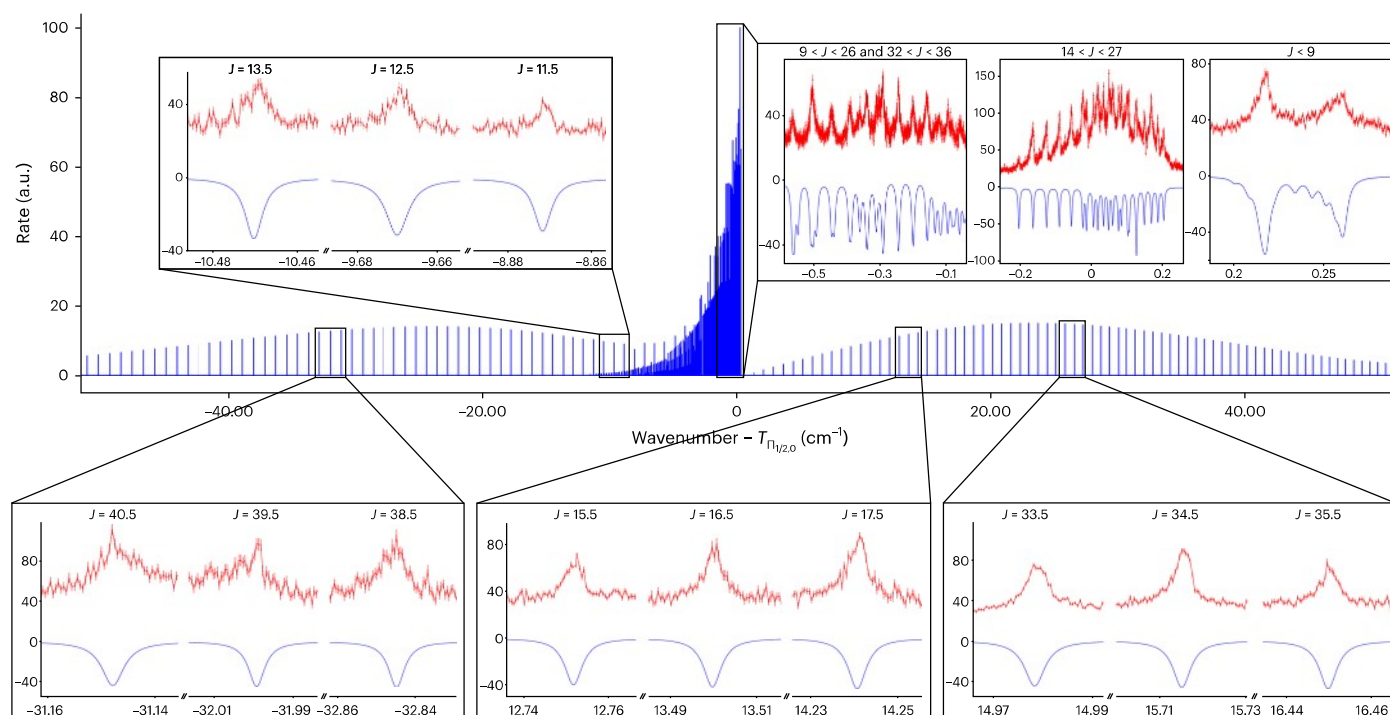 100
80
60
40
20
0
Rate (a.u.)
−40.00 −20.00 0 20.00 40.00
Wavenumber – T_Π1/2,0 (cm−1)
J = 13.5 J = 12.5 J = 11.5
40
0
−40
−10.48 −10.46 // −9.68 −9.66 // −8.88 −8.86
9 < J < 26 and 32 < J < 36
40
0
−40
−0.5 −0.3 −0.1
14 < J < 27
150
100
50
0
−50
−100
−0.2 0 0.2
J < 9
80
40
0
−40
0.2 0.25
J = 40.5 J = 39.5 J = 38.5
80
40
0
−40
−31.16 −31.14 // −32.01 −31.99 // −32.86 −32.84
J = 15.5 J = 16.5 J = 17.5
80
40
0
−40
12.74 12.76 // 13.49 13.51 // 14.23 14.25
J = 33.5 J = 34.5 J = 35.5
80
40
0
−40
14.97 14.99 // 15.71 15.73 // 16.44 16.46